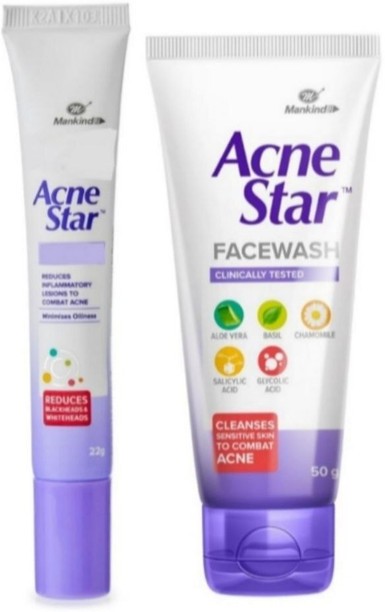 Mankind
Acne
Star™
REDUCES
INFLAMMATORY
LESIONS TO
COMBAT ACNE
Minimises Oiliness
REDUCES
BLACKHEADS &
WHITEHEADS
22g
Mankind
Acne
Star™
FACEWASH
CLINICALLY TESTED
ALOE VERA BASIL CHAMOMILE
SALICYLIC ACID
GLYCOLIC ACID
CLEANSES
SENSITIVE SKIN
TO COMBAT
ACNE
50 g